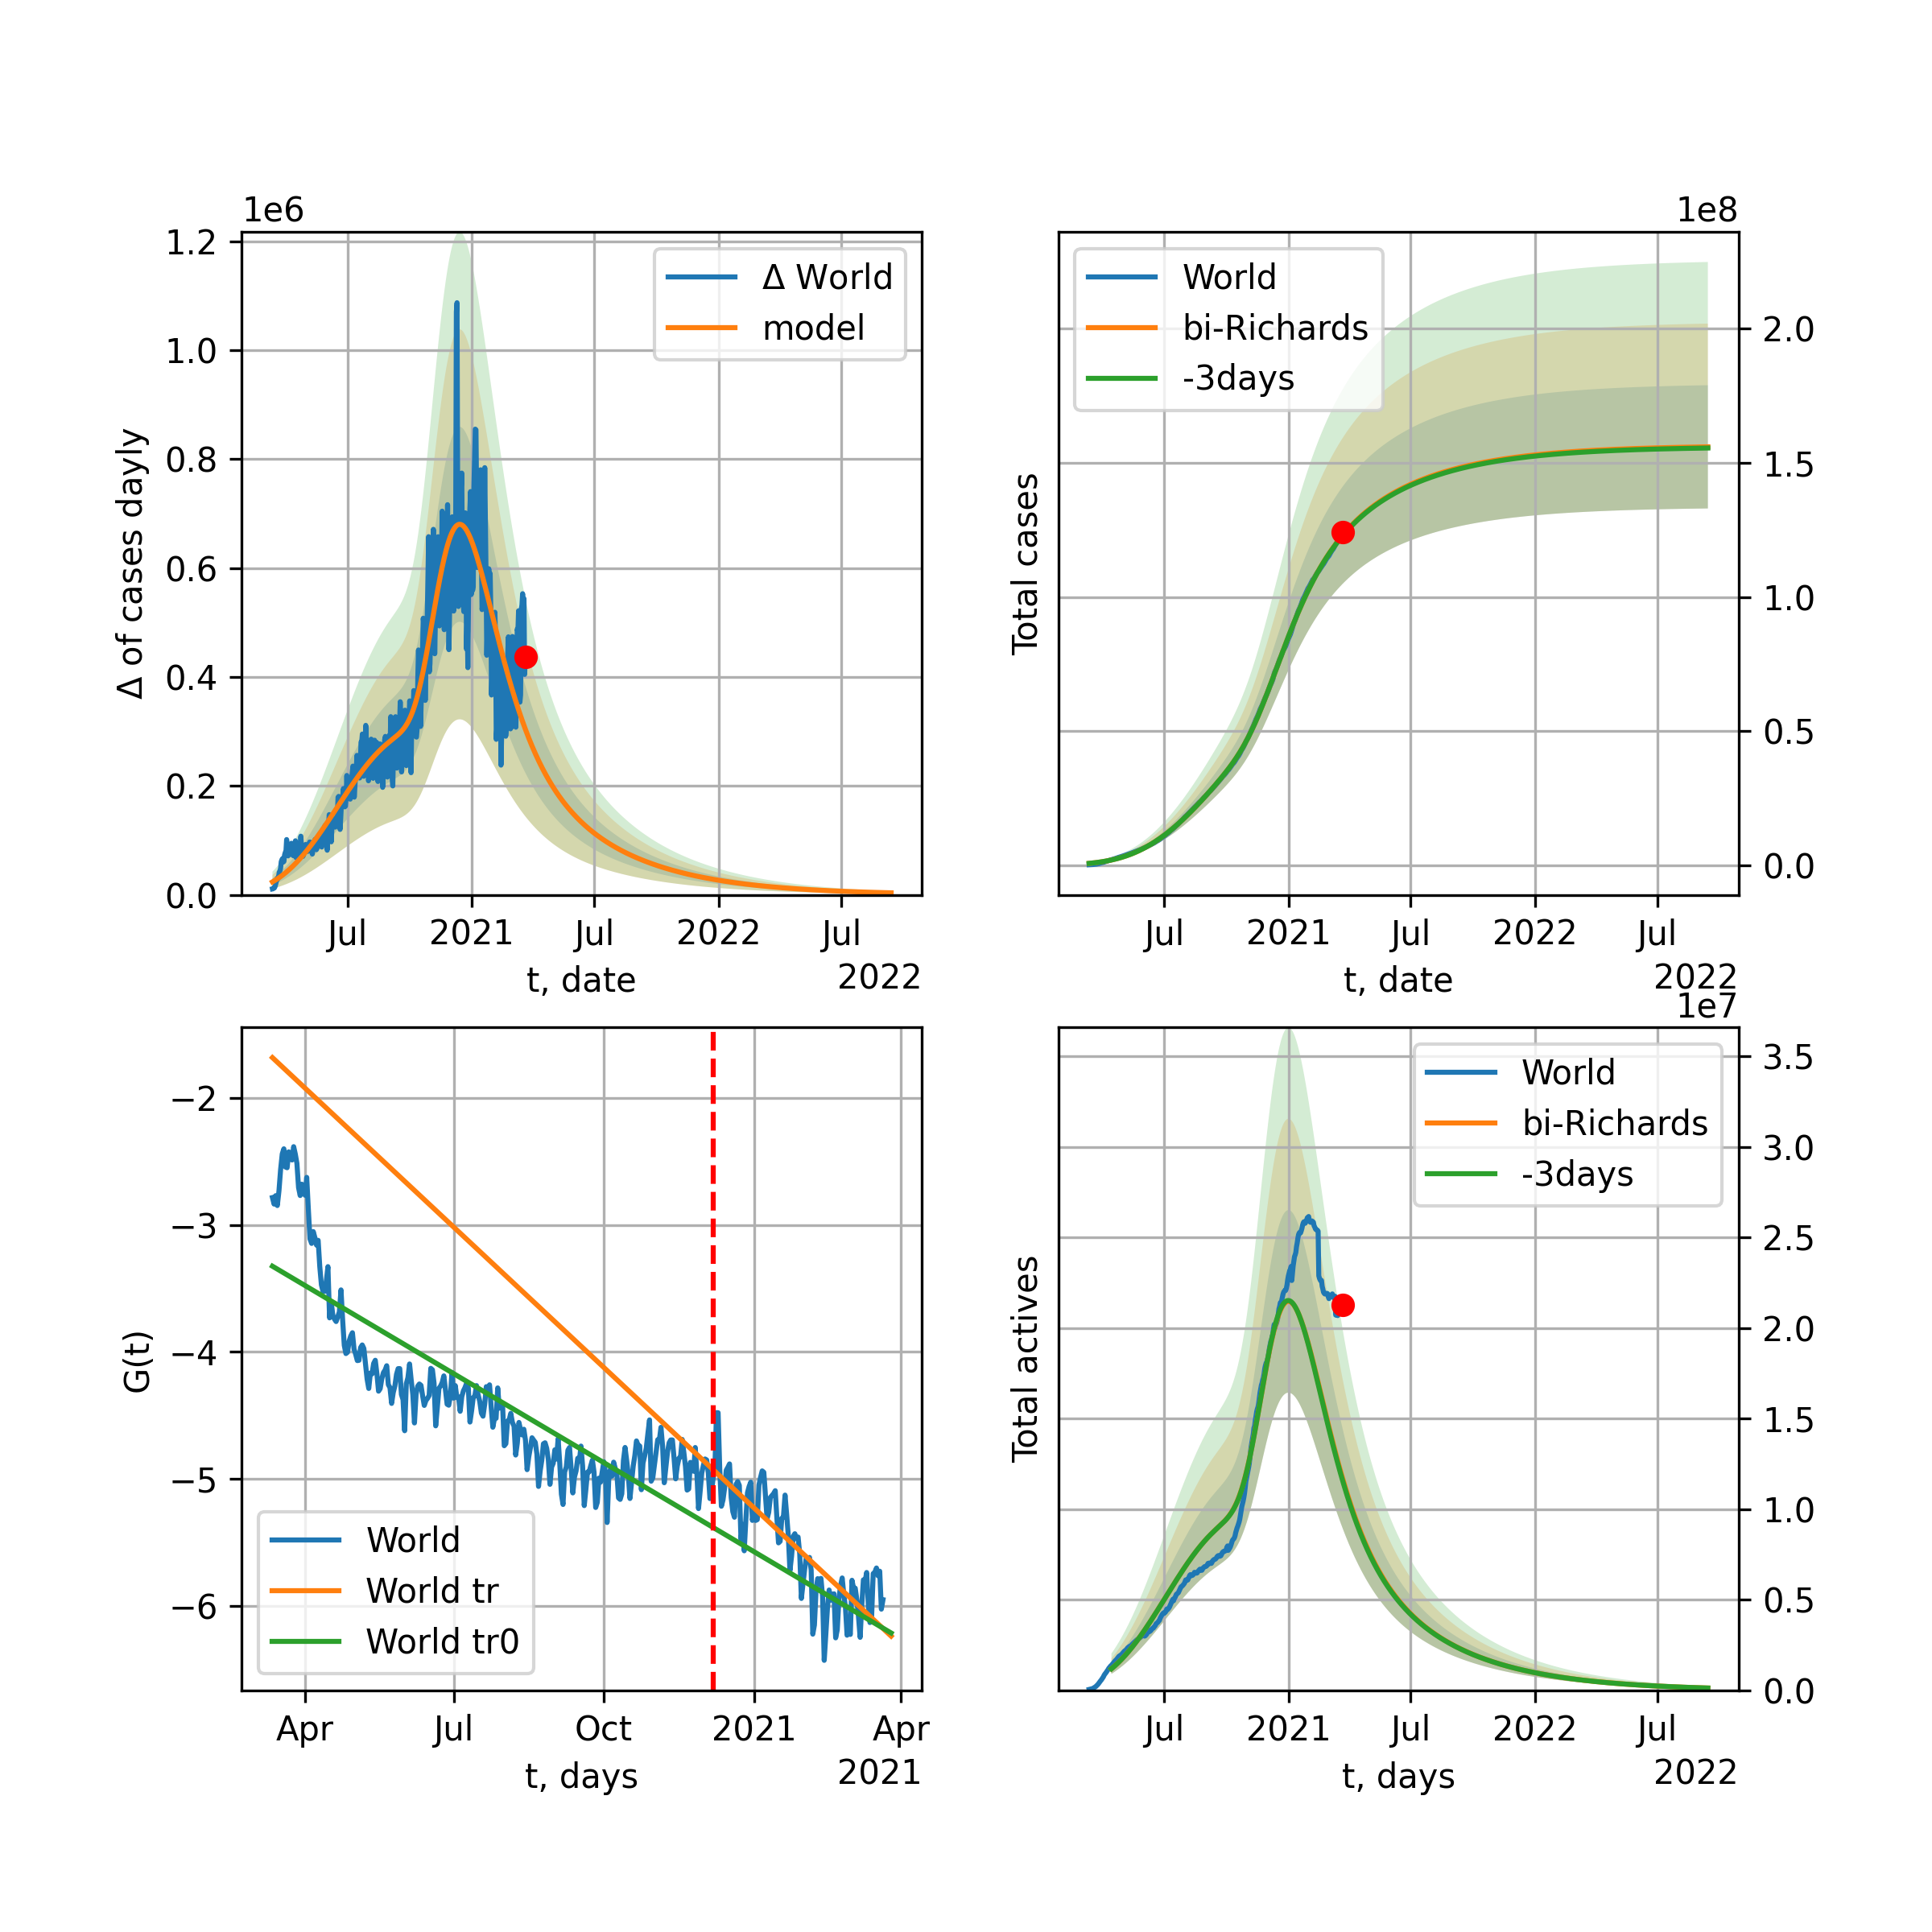 1e6
1.2
1.0
0.8
0.6
0.4
0.2
0.0
Δ of cases dayly
Δ World
model
Jul
2021
Jul
2022
Jul
t, date
2022
1e8
World
bi-Richards
-3days
Total cases
2.0
1.5
1.0
0.5
0.0
Jul
2021
Jul
2022
Jul
t, date
2022
−2
−3
−4
−5
−6
G(t)
World
World tr
World tr0
Apr
Jul
Oct
2021
Apr
t, days
2021
1e7
World
bi-Richards
-3days
Total actives
3.5
3.0
2.5
2.0
1.5
1.0
0.5
0.0
Jul
2021
Jul
2022
Jul
t, days
2022